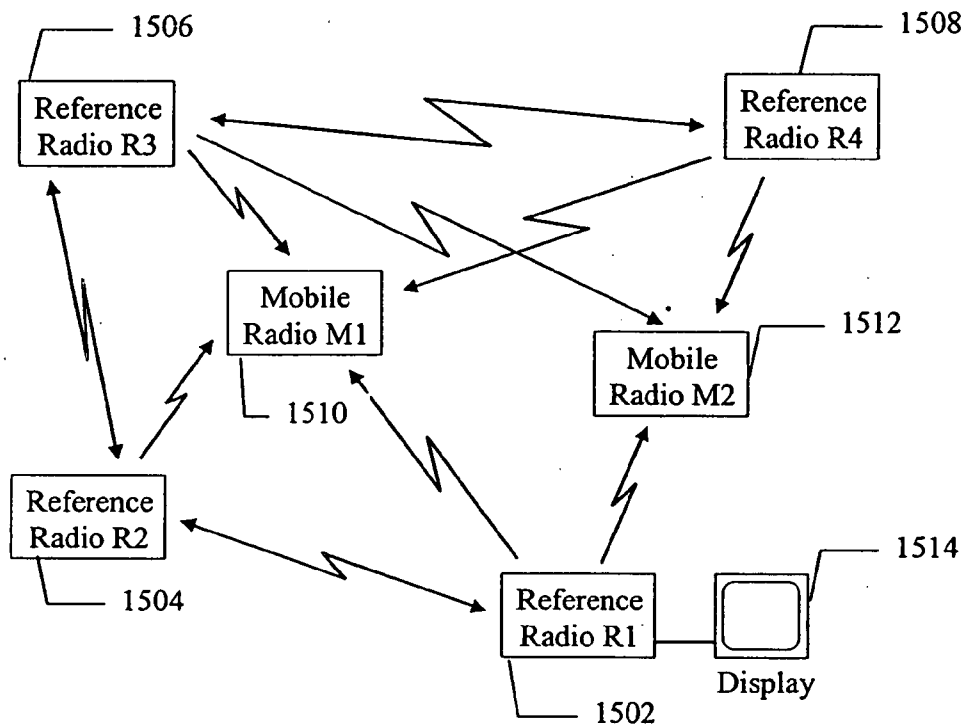 1506
1508
Reference
Radio R3
Reference
Radio R4
Mobile
Radio M1
1512
Mobile
Radio M2
1510
Reference
Radio R2
1514
Reference
Radio R1
1504
Display
1502